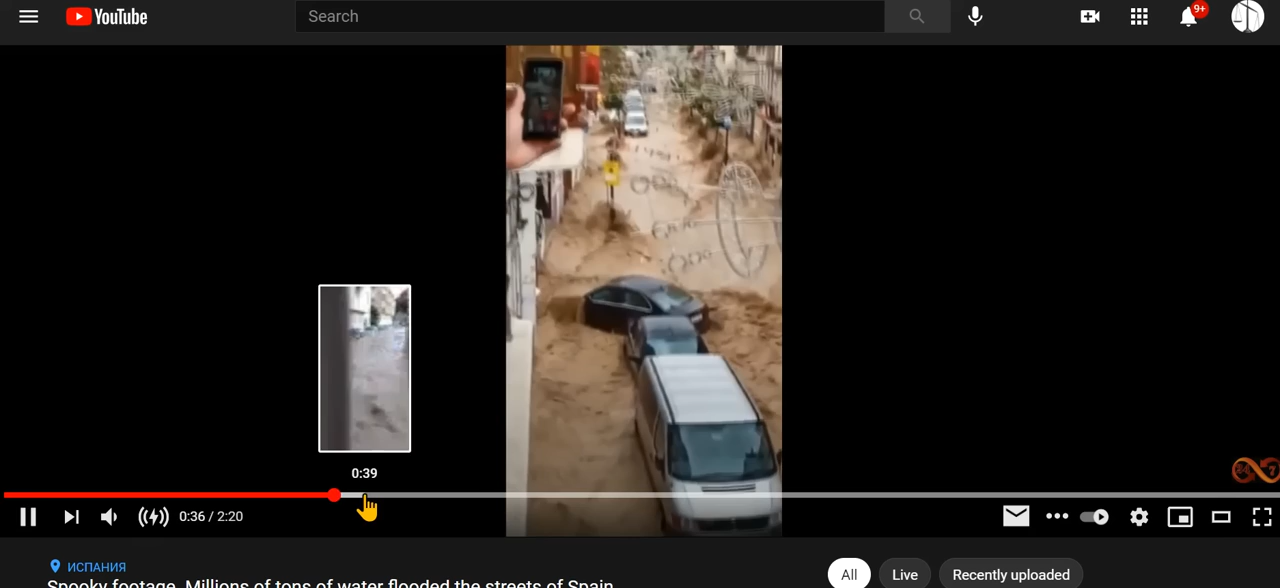 YouTube
Search
9+
0:39
0:36 / 2:20
ИСПАНИЯ
Spooky footage. Millions of tons of water flooded the streets of Spain
All
Live
Recently uploaded